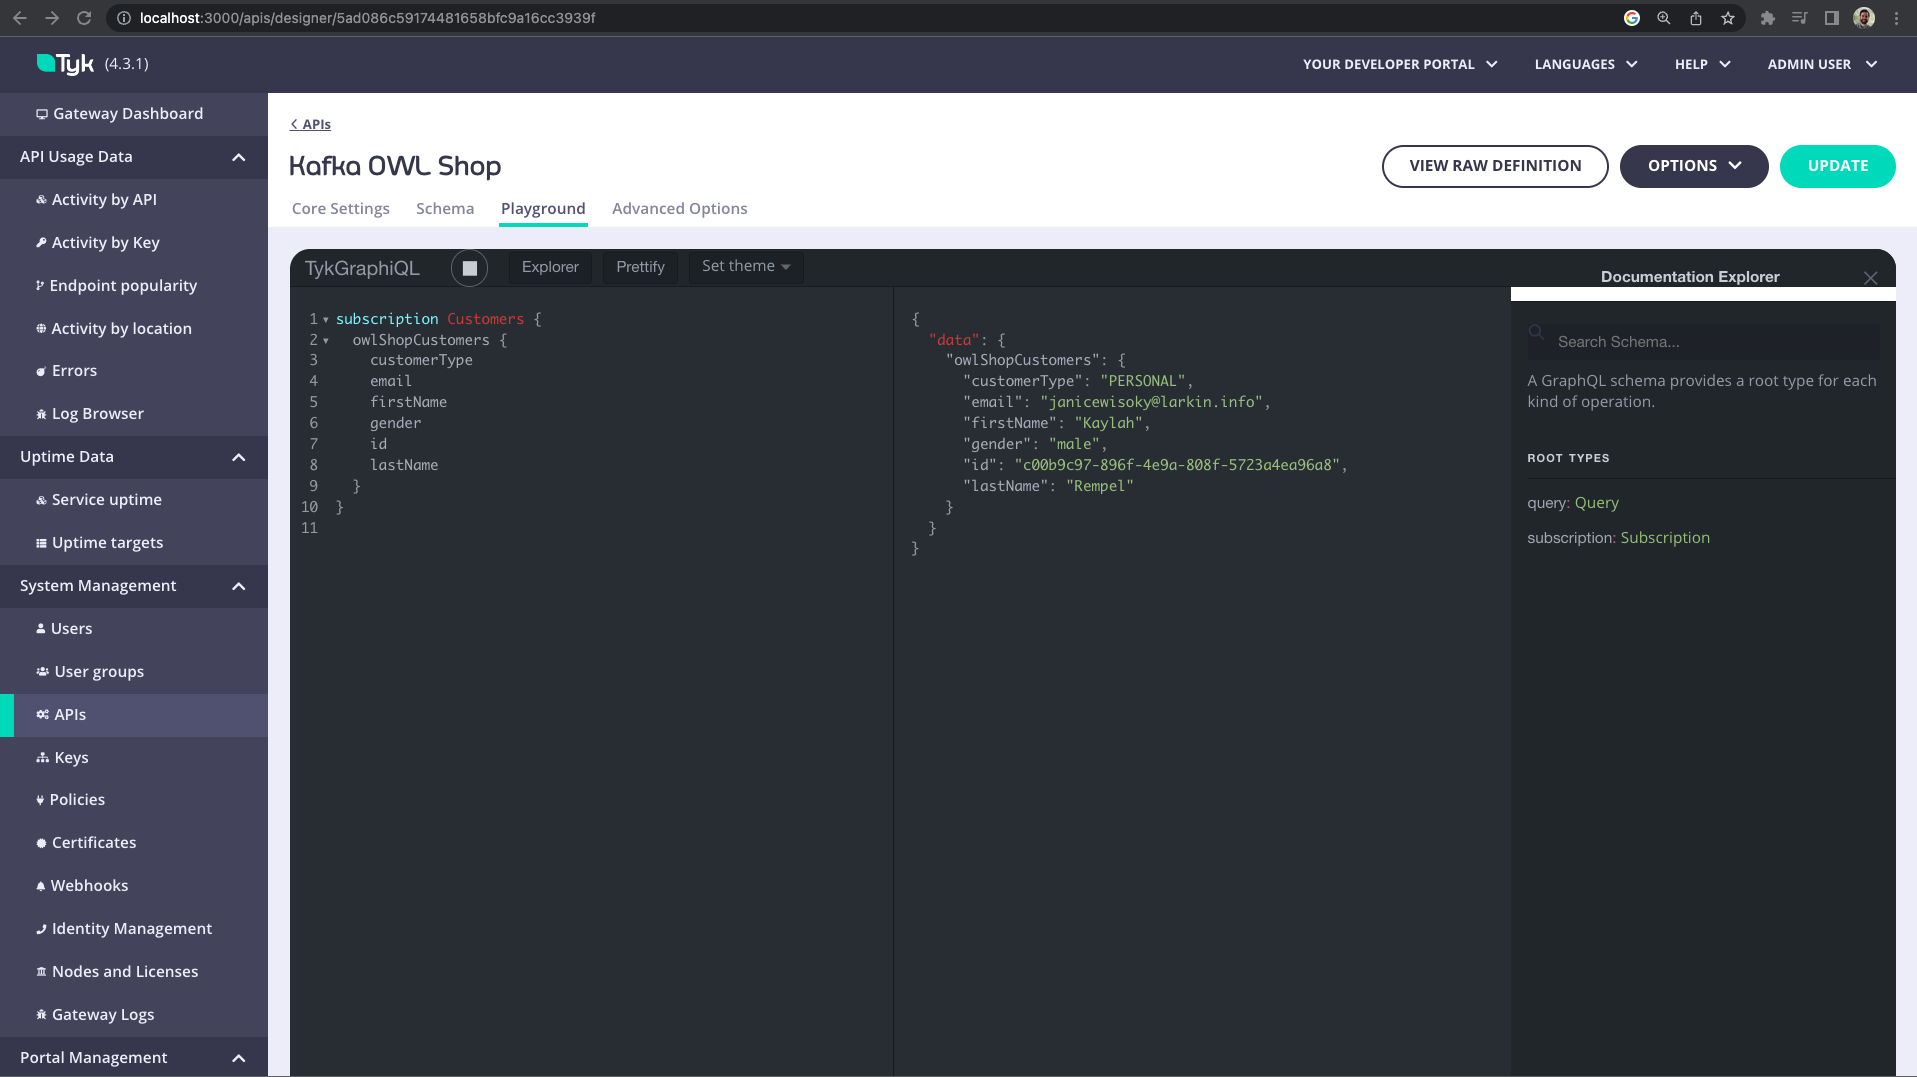 localhost:3000/apis/designer/5ad086c59174481658bfc9a16cc3939f
Tyk (4.3.1)
YOUR DEVELOPER PORTAL
LANGUAGES
HELP
ADMIN USER
Gateway Dashboard
API Usage Data
Activity by API
Activity by Key
Endpoint popularity
Activity by location
Errors
Log Browser
Uptime Data
Service uptime
Uptime targets
System Management
Users
User groups
APIs
Keys
Policies
Certificates
Webhooks
Identity Management
Nodes and Licenses
Gateway Logs
Portal Management
< APIs
Kafka OWL Shop
VIEW RAW DEFINITION
OPTIONS
UPDATE
Core Settings
Schema
Playground
Advanced Options
TykGraphiQL
Explorer
Prettify
Set theme
1 subscription Customers {
2 owlShopCustomers {
3 customerType
4 email
5 firstName
6 gender
7 id
8 lastName
9 }
10 }
11
{
"data": {
"owlShopCustomers": {
"customerType": "PERSONAL",
"email": "janicewisoky@larkin.info",
"firstName": "Kaylah",
"gender": "male",
"id": "c00b9c97-896f-4e9a-808f-5723a4ea96a8",
"lastName": "Rempel"
}
}
}
Documentation Explorer
Search Schema...
A GraphQL schema provides a root type for each
kind of operation.
ROOT TYPES
query: Query
subscription: Subscription